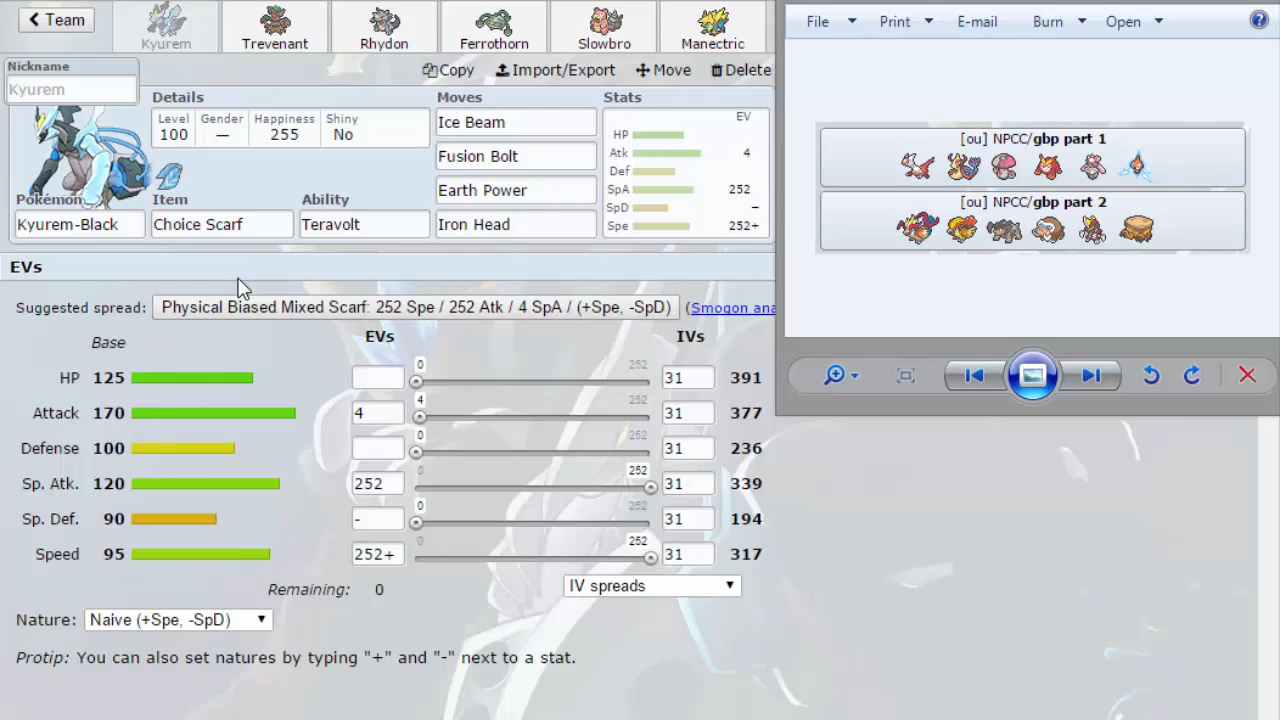 Team
Kyurem
Trevenant
Rhydon
Ferrothorn
Slowbro
Manectric
Copy
Import/Export
Move
Delete
Nickname
Kyurem
Details
Level
100
Gender
—
Happiness
255
Shiny
No
Pokémon
Kyurem-Black
Item
Choice Scarf
Ability
Teravolt
Moves
Ice Beam
Fusion Bolt
Earth Power
Iron Head
Stats
EV
HP
Atk 4
Def
SpA 252
SpD –
Spe 252+
EVs
Suggested spread: Physical Biased Mixed Scarf: 252 Spe / 252 Atk / 4 SpA / (+Spe, -SpD) (Smogon ana
Base EVs IVs
HP 125 0 252 31 391
Attack 170 4 4 252 31 377
Defense 100 0 252 31 236
Sp. Atk. 120 252 0 252 31 339
Sp. Def. 90 - 0 252 31 194
Speed 95 252+ 0 252 31 317
Remaining: 0
IV spreads
Nature: Naive (+Spe, -SpD)
Protip: You can also set natures by typing "+" and "-" next to a stat.
File Print E-mail Burn Open ?
[ou] NPCC/gbp part 1
[ou] NPCC/gbp part 2